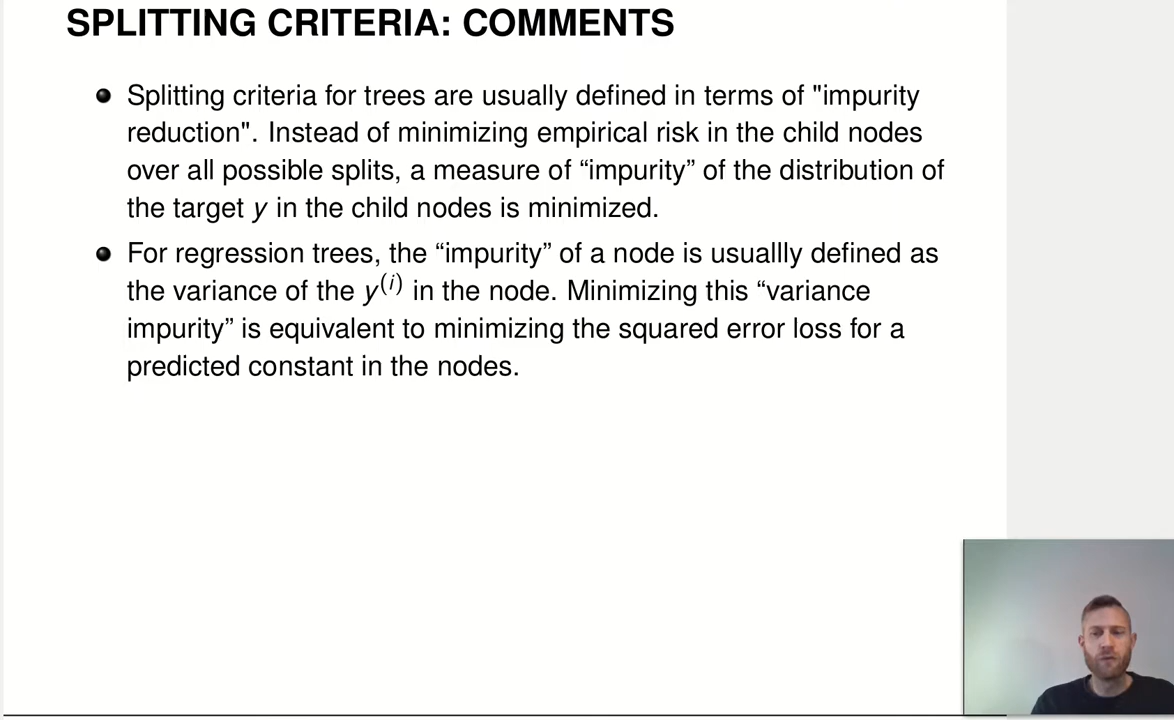 SPLITTING CRITERIA: COMMENTS
Splitting criteria for trees are usually defined in terms of "impurity
reduction". Instead of minimizing empirical risk in the child nodes
over all possible splits, a measure of “impurity” of the distribution of
the target y in the child nodes is minimized.
For regression trees, the “impurity” of a node is usuallly defined as
the variance of the y⁽ⁱ⁾ in the node. Minimizing this “variance
impurity” is equivalent to minimizing the squared error loss for a
predicted constant in the nodes.